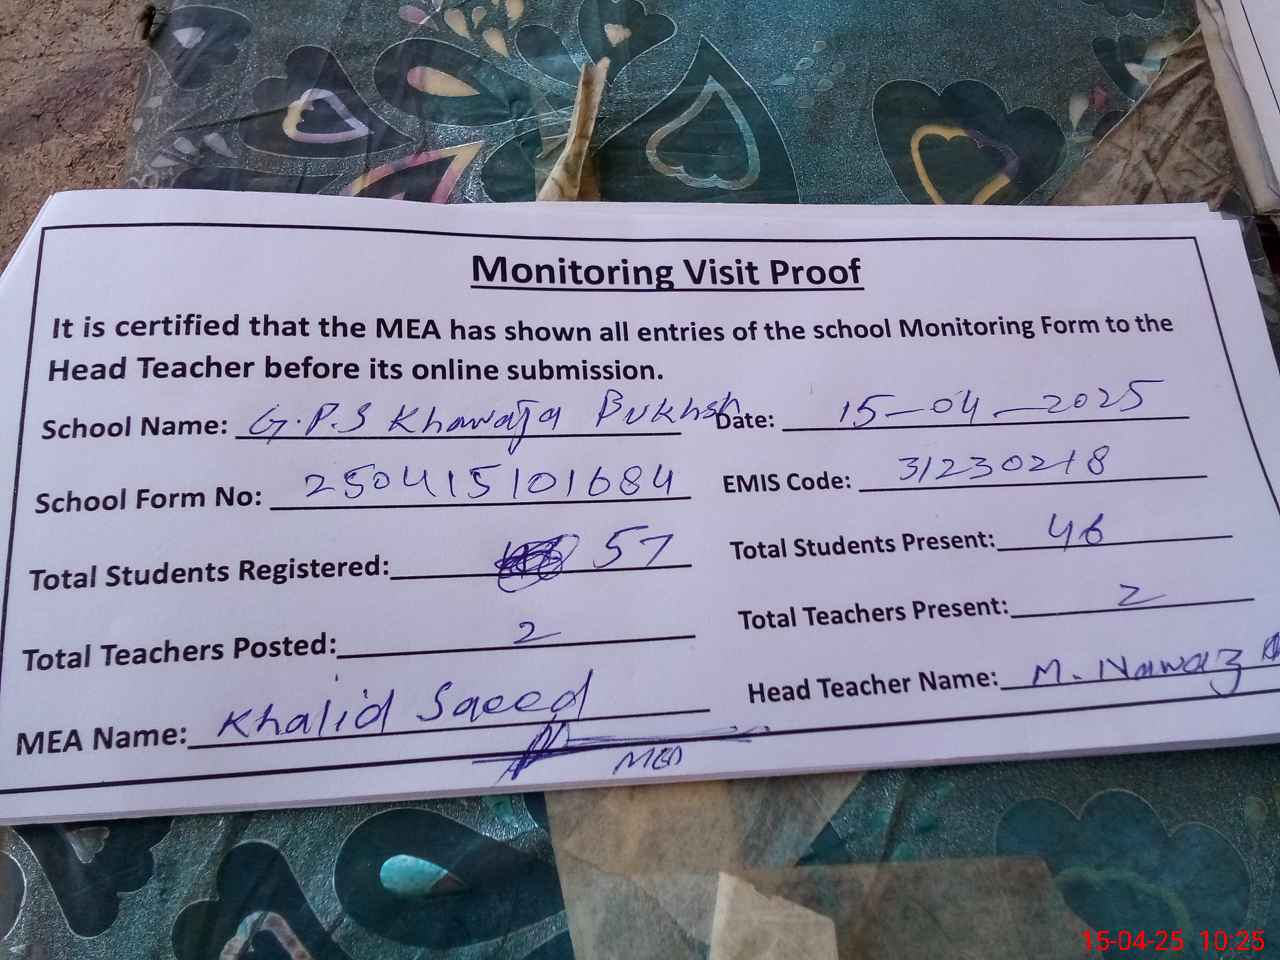 Monitoring Visit Proof
It is certified that the MEA has shown all entries of the school Monitoring Form to the
Head Teacher before its online submission.
School Name: G.P.S Khawaja Bukhsh Date: 15-04-2025
School Form No: 250415101684 EMIS Code: 31230218
Total Students Registered: 57 Total Students Present: 46
Total Teachers Posted: 2 Total Teachers Present: 2
MEA Name: Khalid Saeed Head Teacher Name: M. Nawaz
MEA
15-04-25 10:25